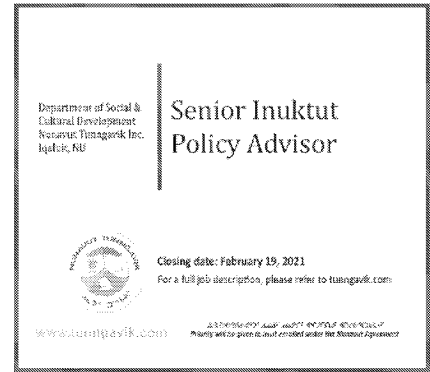 Department of Social &
Cultural Development
Nunavut Tunngavik Inc.
Iqaluit, NU
Senior Inuktut
Policy Advisor
NUNAVUT TUNNGAVIK
Closing date: February 19, 2021
For a full job description, please refer to tunngavik.com
www.tunngavik.com
Priority will be given to Inuit enrolled under the Nunavut Agreement